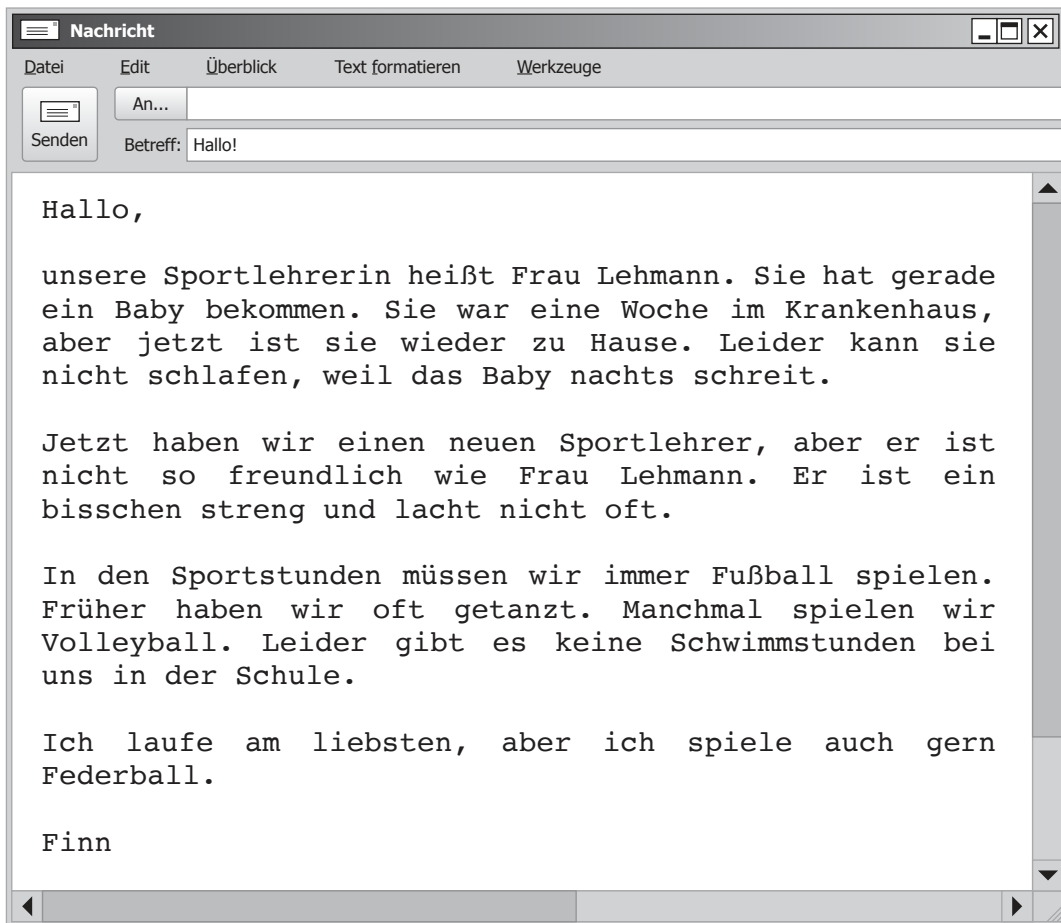 Nachricht
Datei Edit Überblick Text formatieren Werkzeuge
An...
Senden
Betreff: Hallo!
Hallo,
unsere Sportlehrerin heißt Frau Lehmann. Sie hat gerade
ein Baby bekommen. Sie war eine Woche im Krankenhaus,
aber jetzt ist sie wieder zu Hause. Leider kann sie
nicht schlafen, weil das Baby nachts schreit.
Jetzt haben wir einen neuen Sportlehrer, aber er ist
nicht so freundlich wie Frau Lehmann. Er ist ein
bisschen streng und lacht nicht oft.
In den Sportstunden müssen wir immer Fußball spielen.
Früher haben wir oft getanzt. Manchmal spielen wir
Volleyball. Leider gibt es keine Schwimmstunden bei
uns in der Schule.
Ich laufe am liebsten, aber ich spiele auch gern
Federball.
Finn